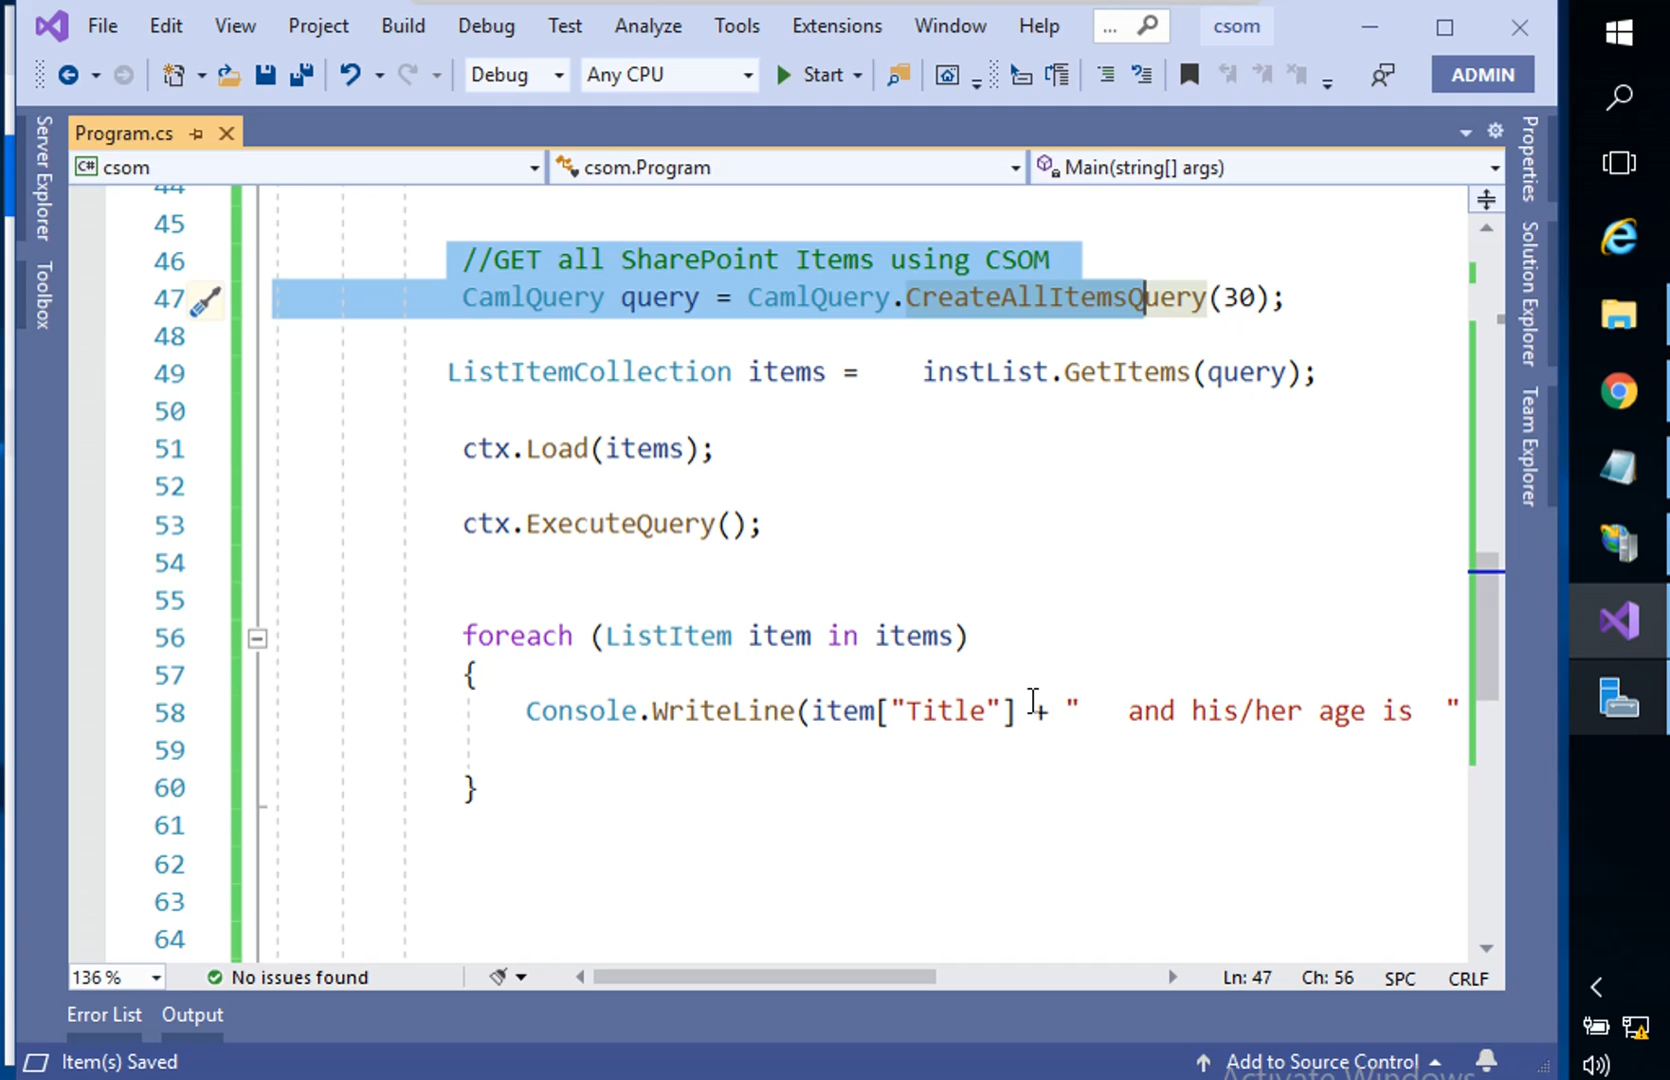 File Edit View Project Build Debug Test Tools Analyze Extensions Window Help ... csom
Debug Any CPU Start ADMIN
Program.cs
C# csom csom.Program Main(string[] args)
Server Explorer
Toolbox
Properties
Solution Explorer
Team Explorer
44
45
46 //GET all SharePoint Items using CSOM
47 CamlQuery query = CamlQuery.CreateAllItemsQuery(30);
48
49 ListItemCollection items = instList.GetItems(query);
50
51 ctx.Load(items);
52
53 ctx.ExecuteQuery();
54
55
56 foreach (ListItem item in items)
57 {
58 Console.WriteLine(item["Title"] + " and his/her age is "
59
60 }
61
62
63
64
136 % No issues found Ln: 47 Ch: 56 SPC CRLF
Error List Output
Item(s) Saved Add to Source Control
Activate Windows